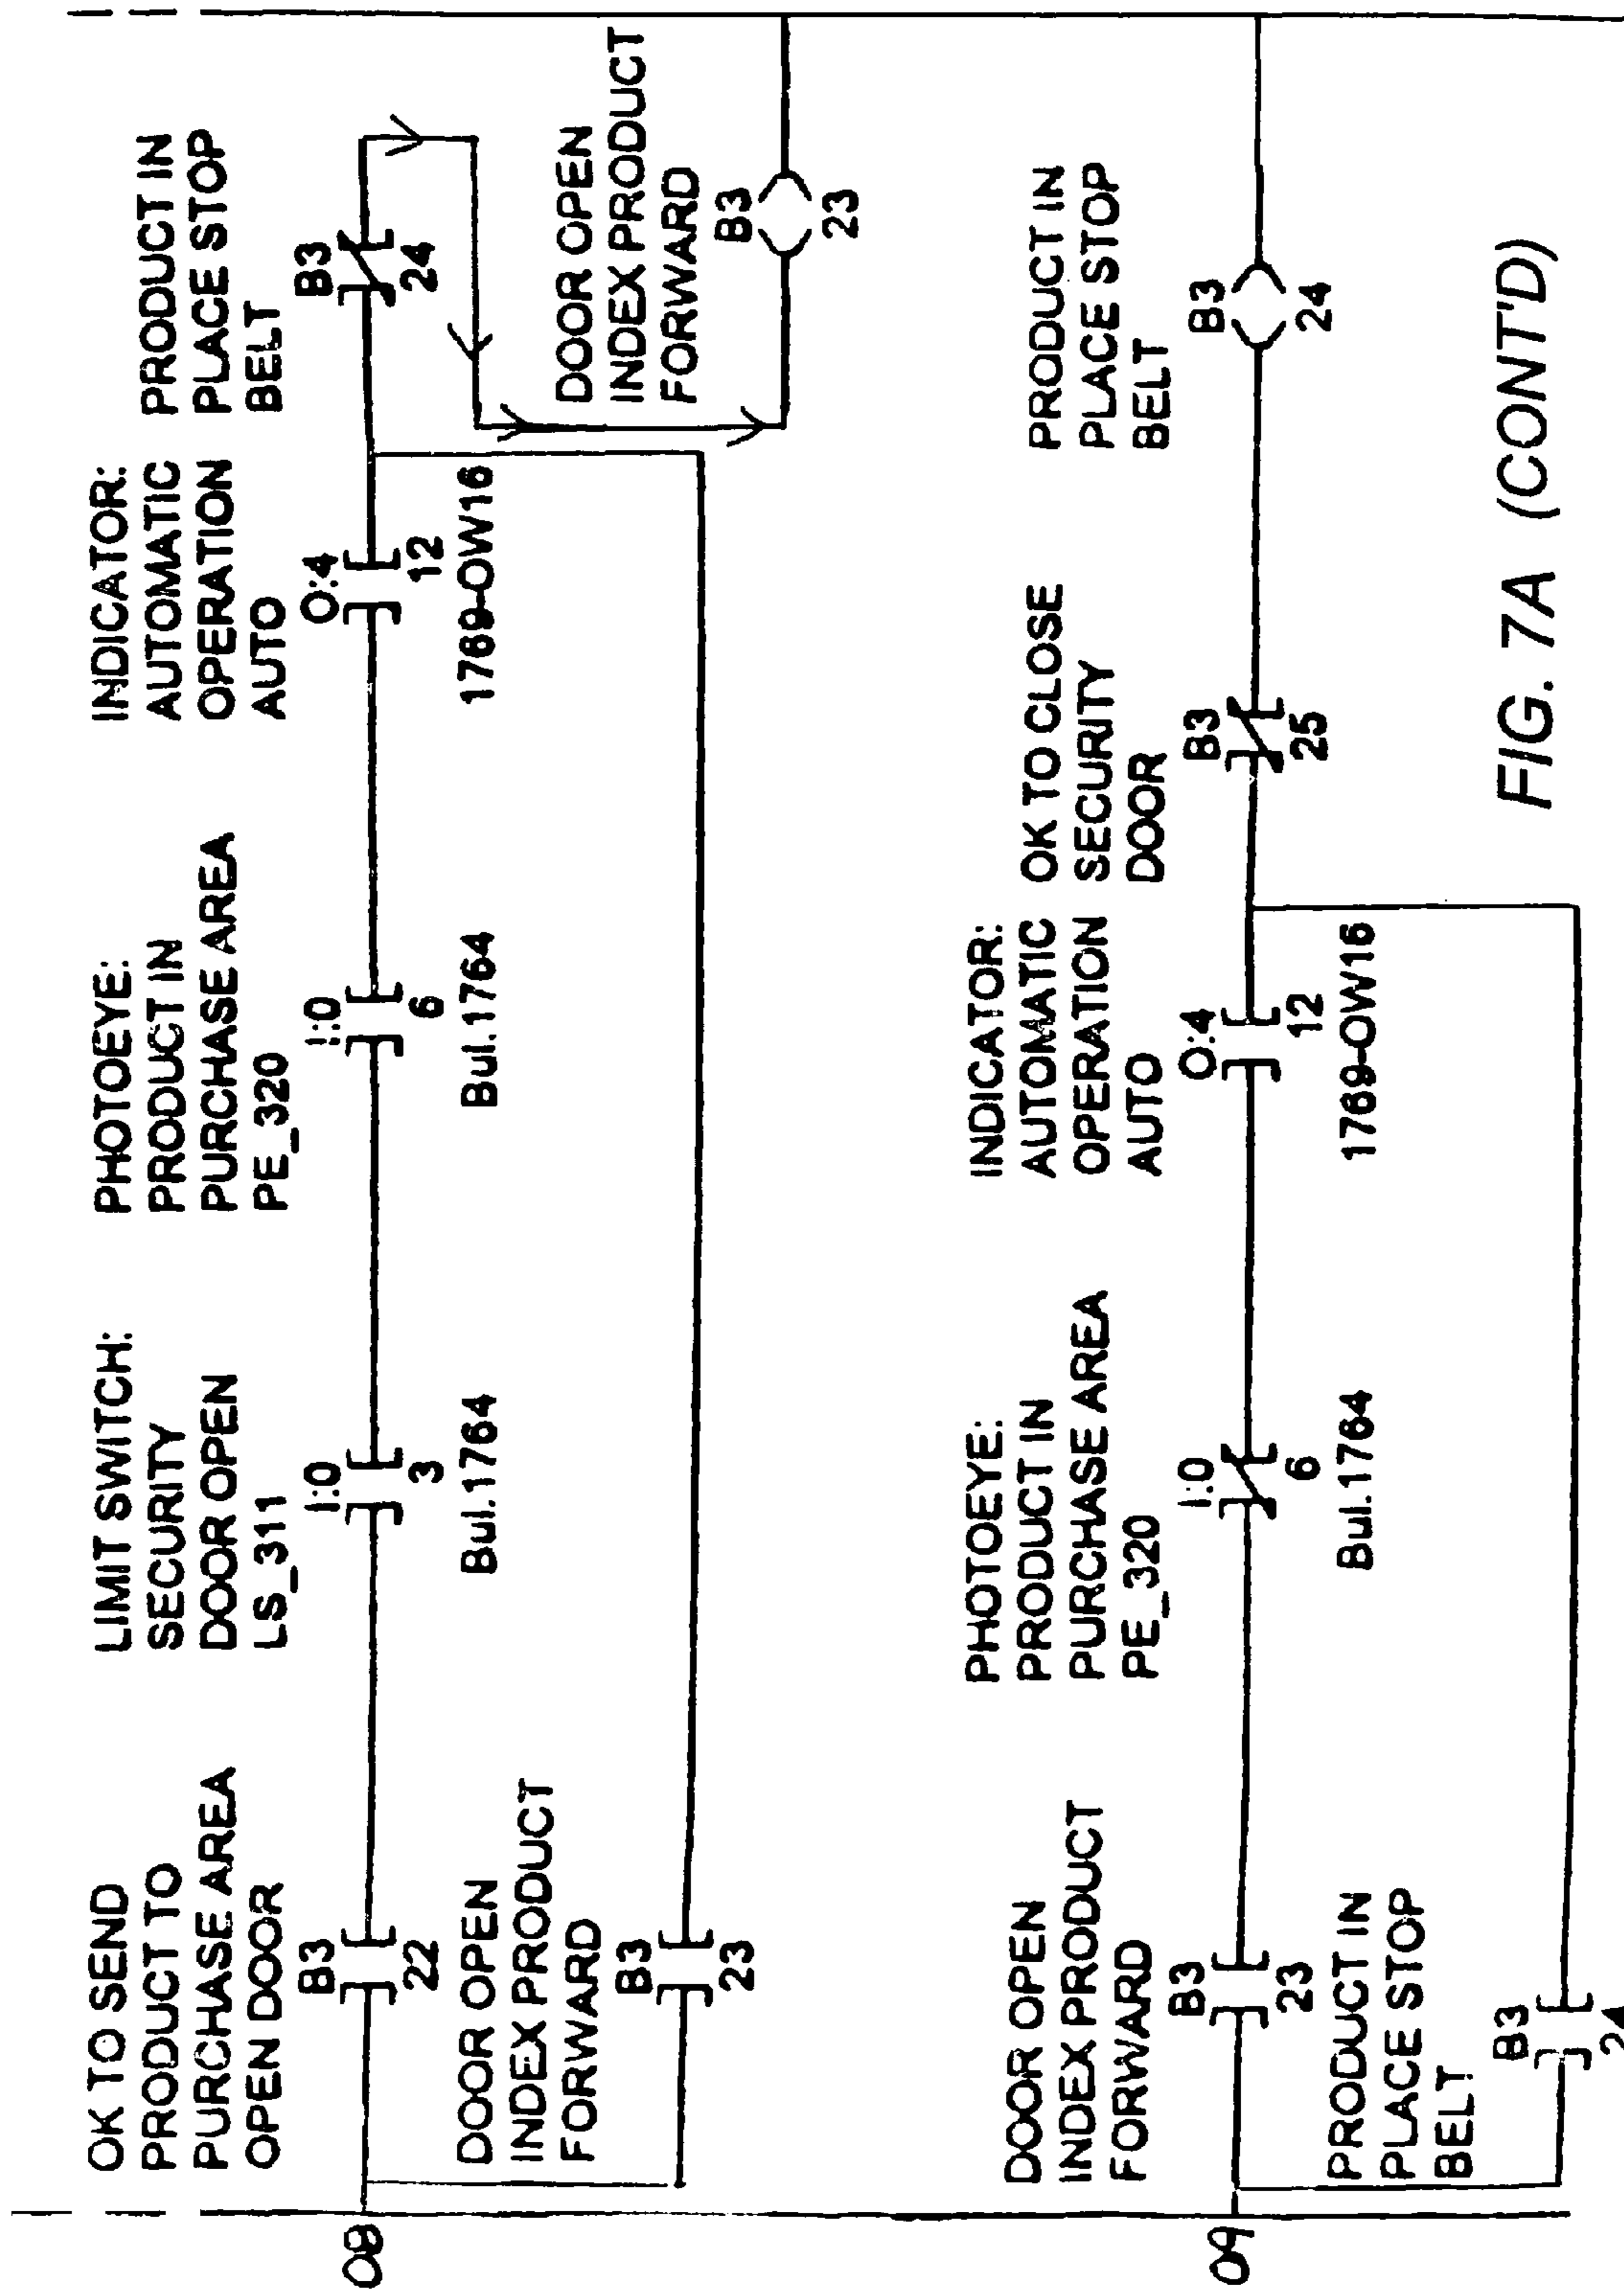 08
OK TO SEND
PRODUCT TO
PURCHASE AREA
OPEN DOOR
B3
22
LIMIT SWITCH:
SECURITY
DOOR OPEN
LS_311
I:0
3
Bul.1764
PHOTOEYE:
PRODUCT IN
PURCHASE AREA
PE_320
I:0
6
Bul.1764
INDICATOR:
AUTOMATIC
OPERATION
AUTO
O:4
12
1769-OW16
PRODUCT IN
PLACE STOP
BELT
B3
24
DOOR OPEN
INDEX PRODUCT
FORWARD
B3
23
DOOR OPEN
INDEX PRODUCT
FORWARD
B3
23
09
DOOR OPEN
INDEX PRODUCT
FORWARD
B3
23
PHOTOEYE:
PRODUCT IN
PURCHASE AREA
PE_320
I:0
6
Bul.1764
INDICATOR:
AUTOMATIC
OPERATION
AUTO
O:4
12
1769-OW16
OK TO CLOSE
SECURITY
DOOR
B3
25
PRODUCT IN
PLACE STOP
BELT
B3
24
PRODUCT IN
PLACE STOP
BELT
B3
24
FIG. 7A (CONT'D)